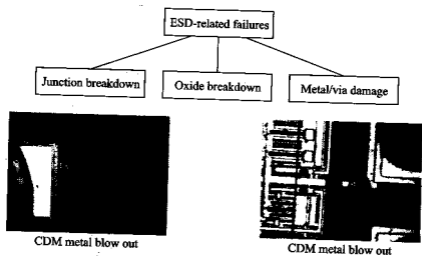 ESD-related failures
Junction breakdown
Oxide breakdown
Metal/via damage
CDM metal blow out
CDM metal blow out